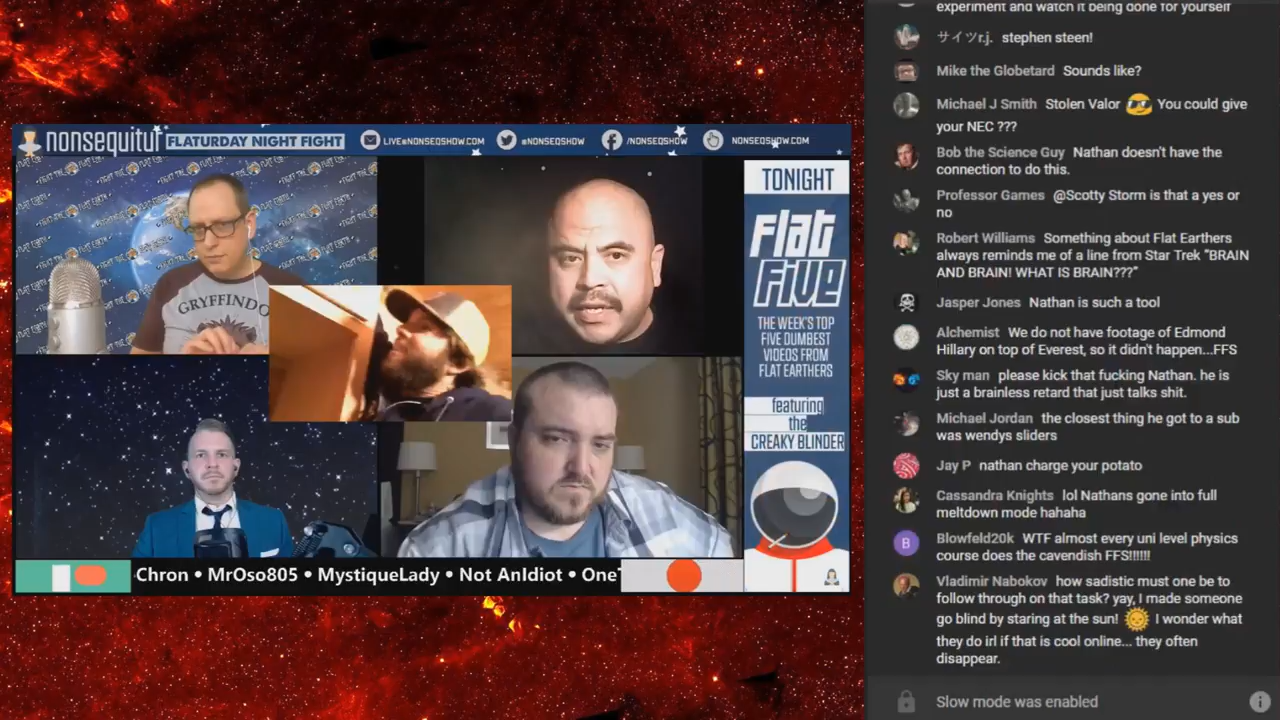 nonsequitur FLATURDAY NIGHT FIGHT LIVE@NONSEQSHOW.COM @NONSEQSHOW /NONSEQSHOW NONSEQSHOW.COM
GRYFFINDO
TONIGHT
Flat
Five
THE WEEK'S TOP
FIVE DUMBEST
VIDEOS FROM
FLAT EARTHERS
featuring
the
CREAKY BLINDER
Chron • MrOso805 • MystiqueLady • Not AnIdiot • One
experiment and watch it being done for yourself
サイツr.j. stephen steen!
Mike the Globetard Sounds like?
Michael J Smith Stolen Valor 😎 You could give
your NEC ???
Bob the Science Guy Nathan doesn't have the
connection to do this.
Professor Games @Scotty Storm is that a yes or
no
Robert Williams Something about Flat Earthers
always reminds me of a line from Star Trek "BRAIN
AND BRAIN! WHAT IS BRAIN???"
Jasper Jones Nathan is such a tool
Alchemist We do not have footage of Edmond
Hillary on top of Everest, so it didn't happen...FFS
Sky man please kick that fucking Nathan. he is
just a brainless retard that just talks shit.
Michael Jordan the closest thing he got to a sub
was wendys sliders
Jay P nathan charge your potato
Cassandra Knights lol Nathans gone into full
meltdown mode hahaha
B
Blowfeld20k WTF almost every uni level physics
course does the cavendish FFS!!!!!!
Vladimir Nabokov how sadistic must one be to
follow through on that task? yay, I made someone
go blind by staring at the sun! 🌞 I wonder what
they do irl if that is cool online... they often
disappear.
Slow mode was enabled